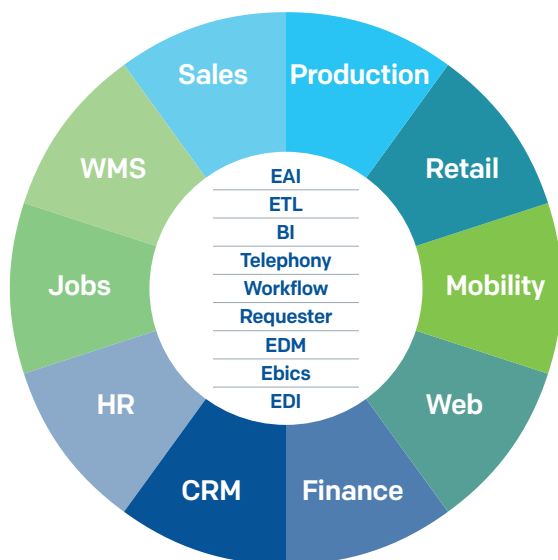 Sales
Production
WMS
Retail
EAI
ETL
BI
Telephony
Workflow
Requester
EDM
Ebics
EDI
Jobs
Mobility
HR
Web
CRM
Finance